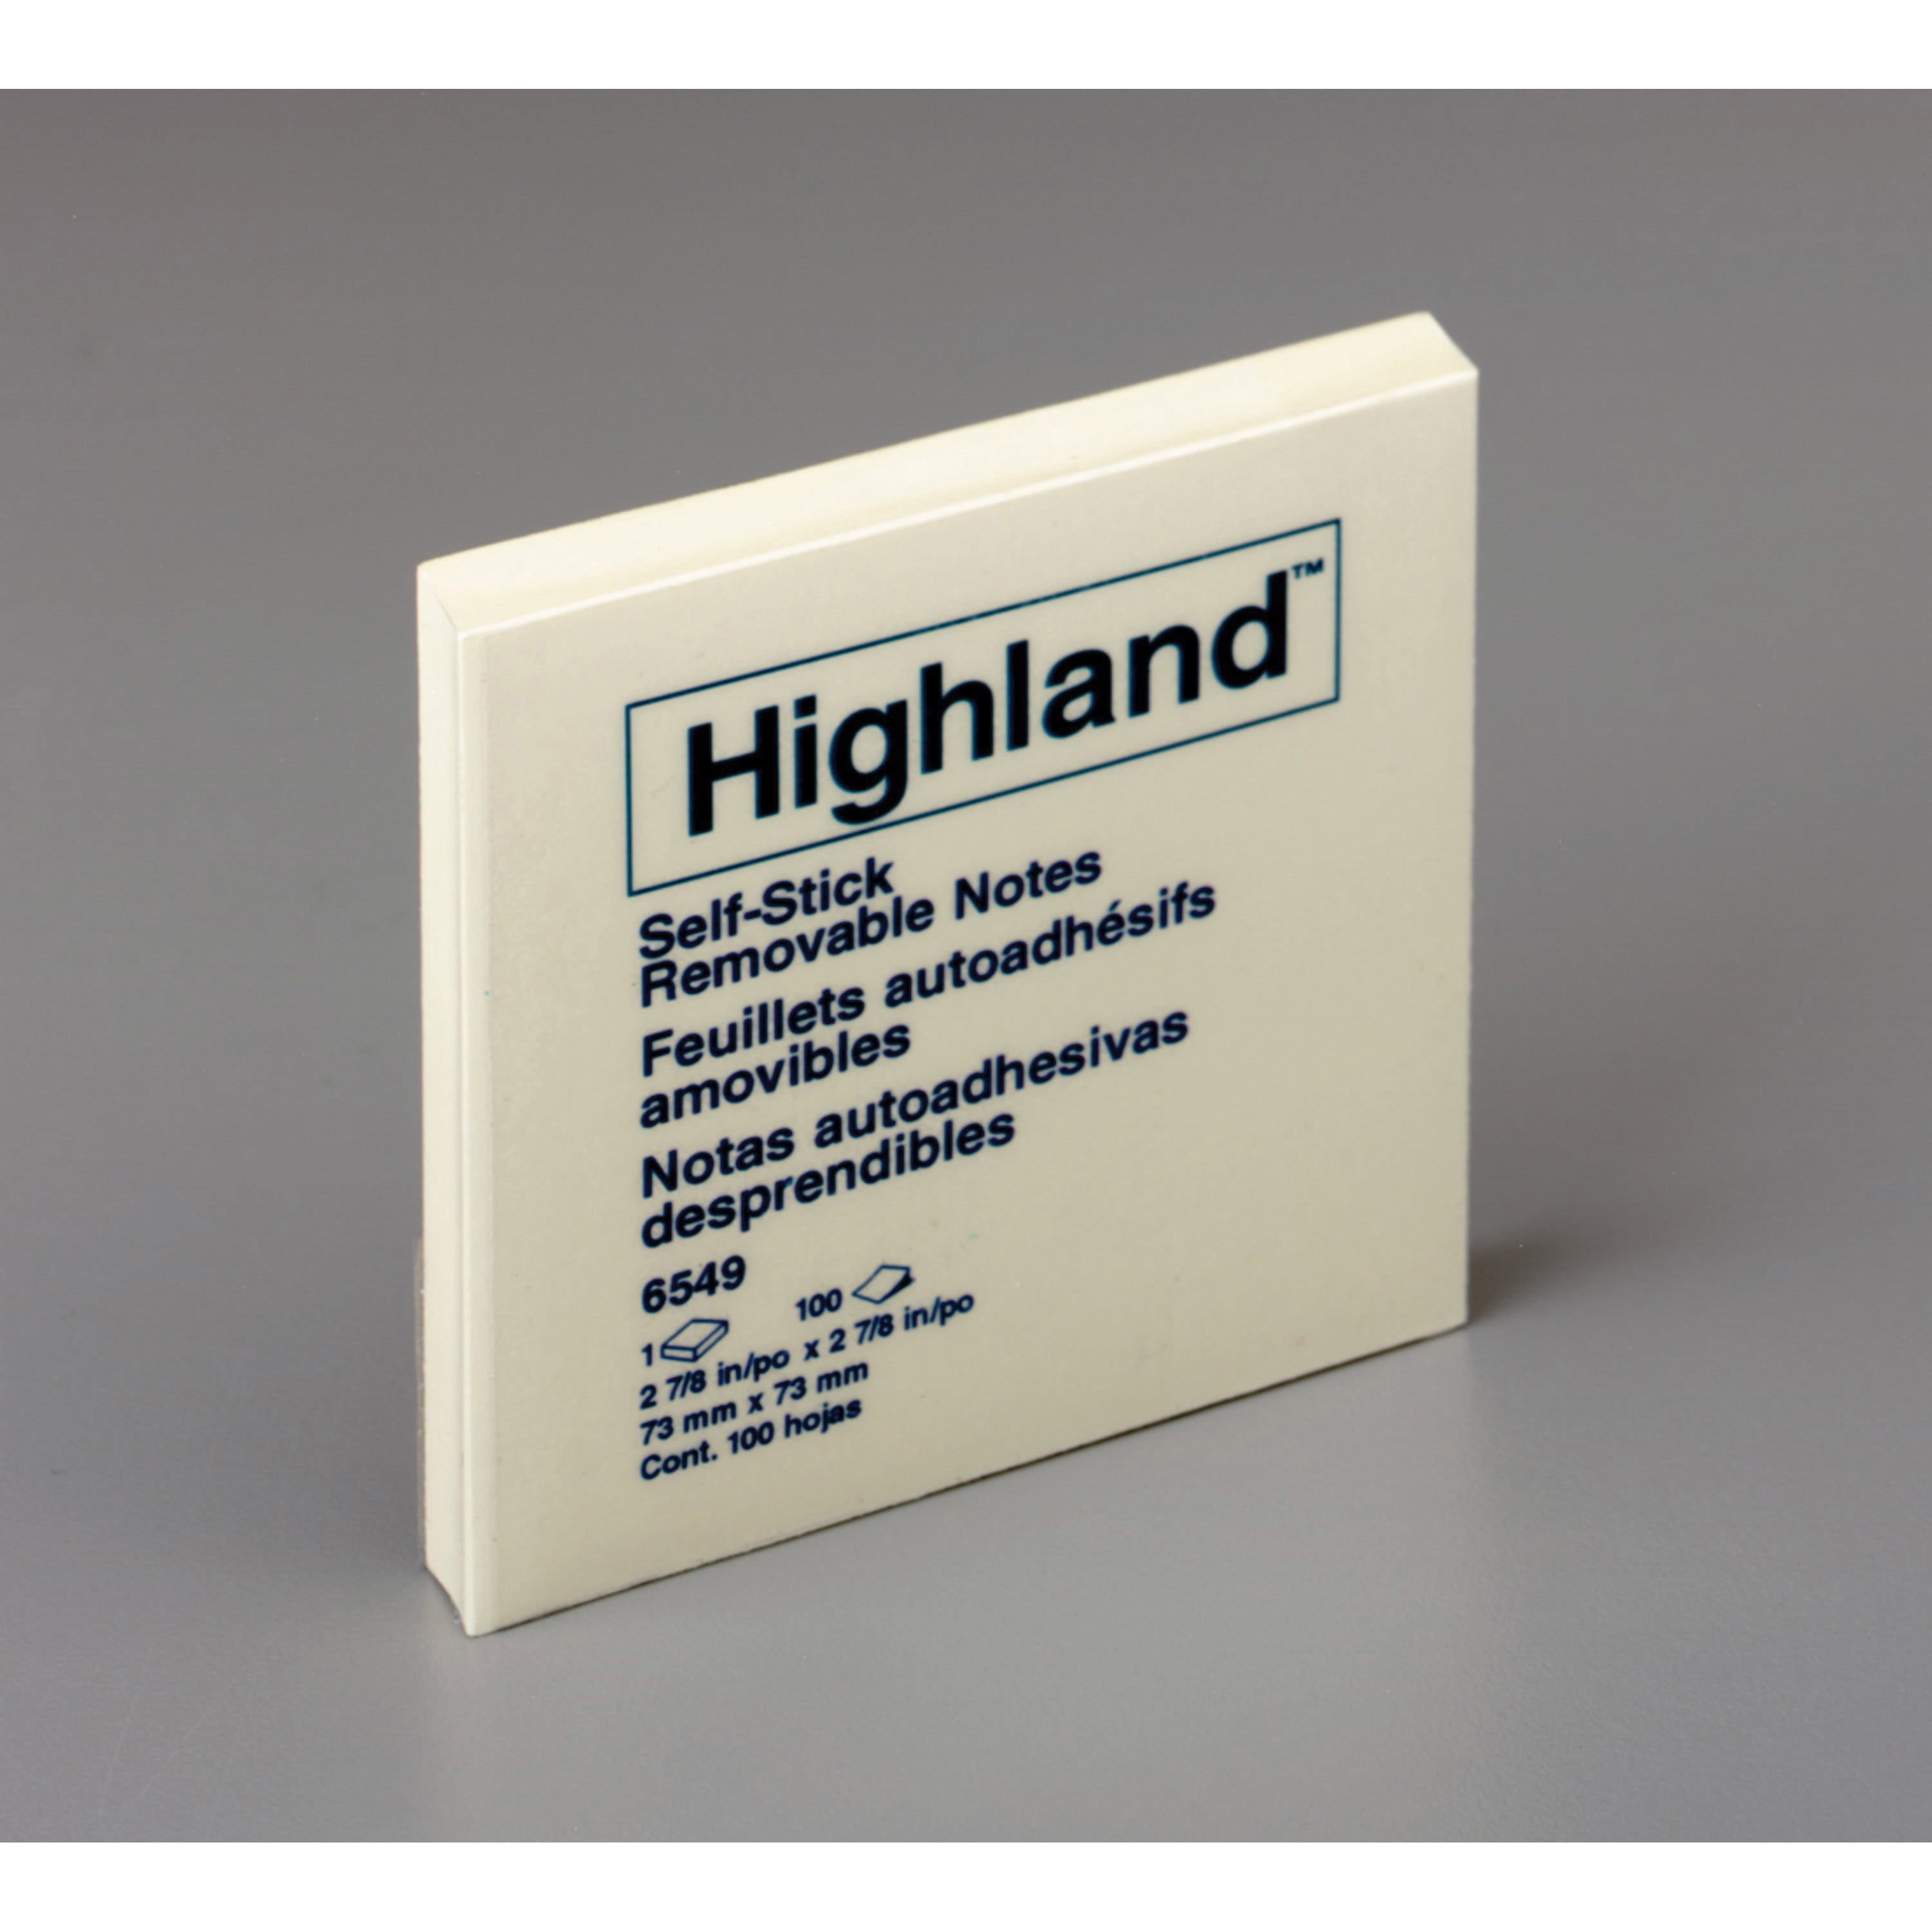 Highland™
Self-Stick
Removable Notes
Feuillets autoadhésifs
amovibles
Notas autoadhesivas
desprendibles
6549
1 100
2 7/8 in/po x 2 7/8 in/po
73 mm x 73 mm
Cont. 100 hojas